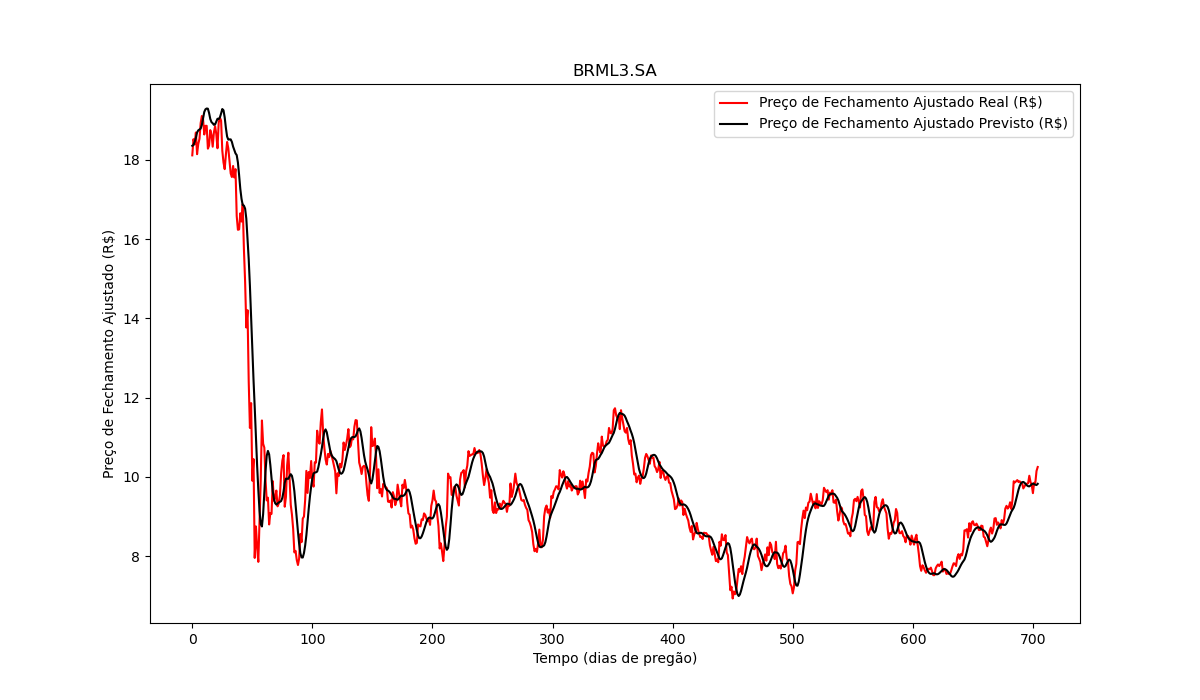 BRML3.SA
Preço de Fechamento Ajustado Real (R$)
Preço de Fechamento Ajustado Previsto (R$)
Preço de Fechamento Ajustado (R$)
18
16
14
12
10
8
0 100 200 300 400 500 600 700
Tempo (dias de pregão)